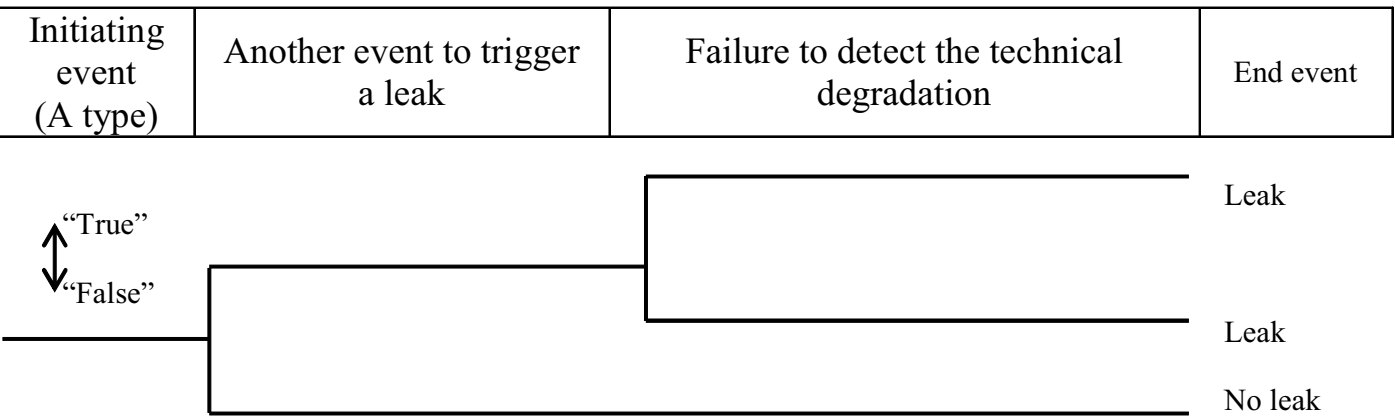 Initiating
event
(A type)
Another event to trigger
a leak
Failure to detect the technical
degradation
End event
“True”
“False”
Leak
Leak
No leak